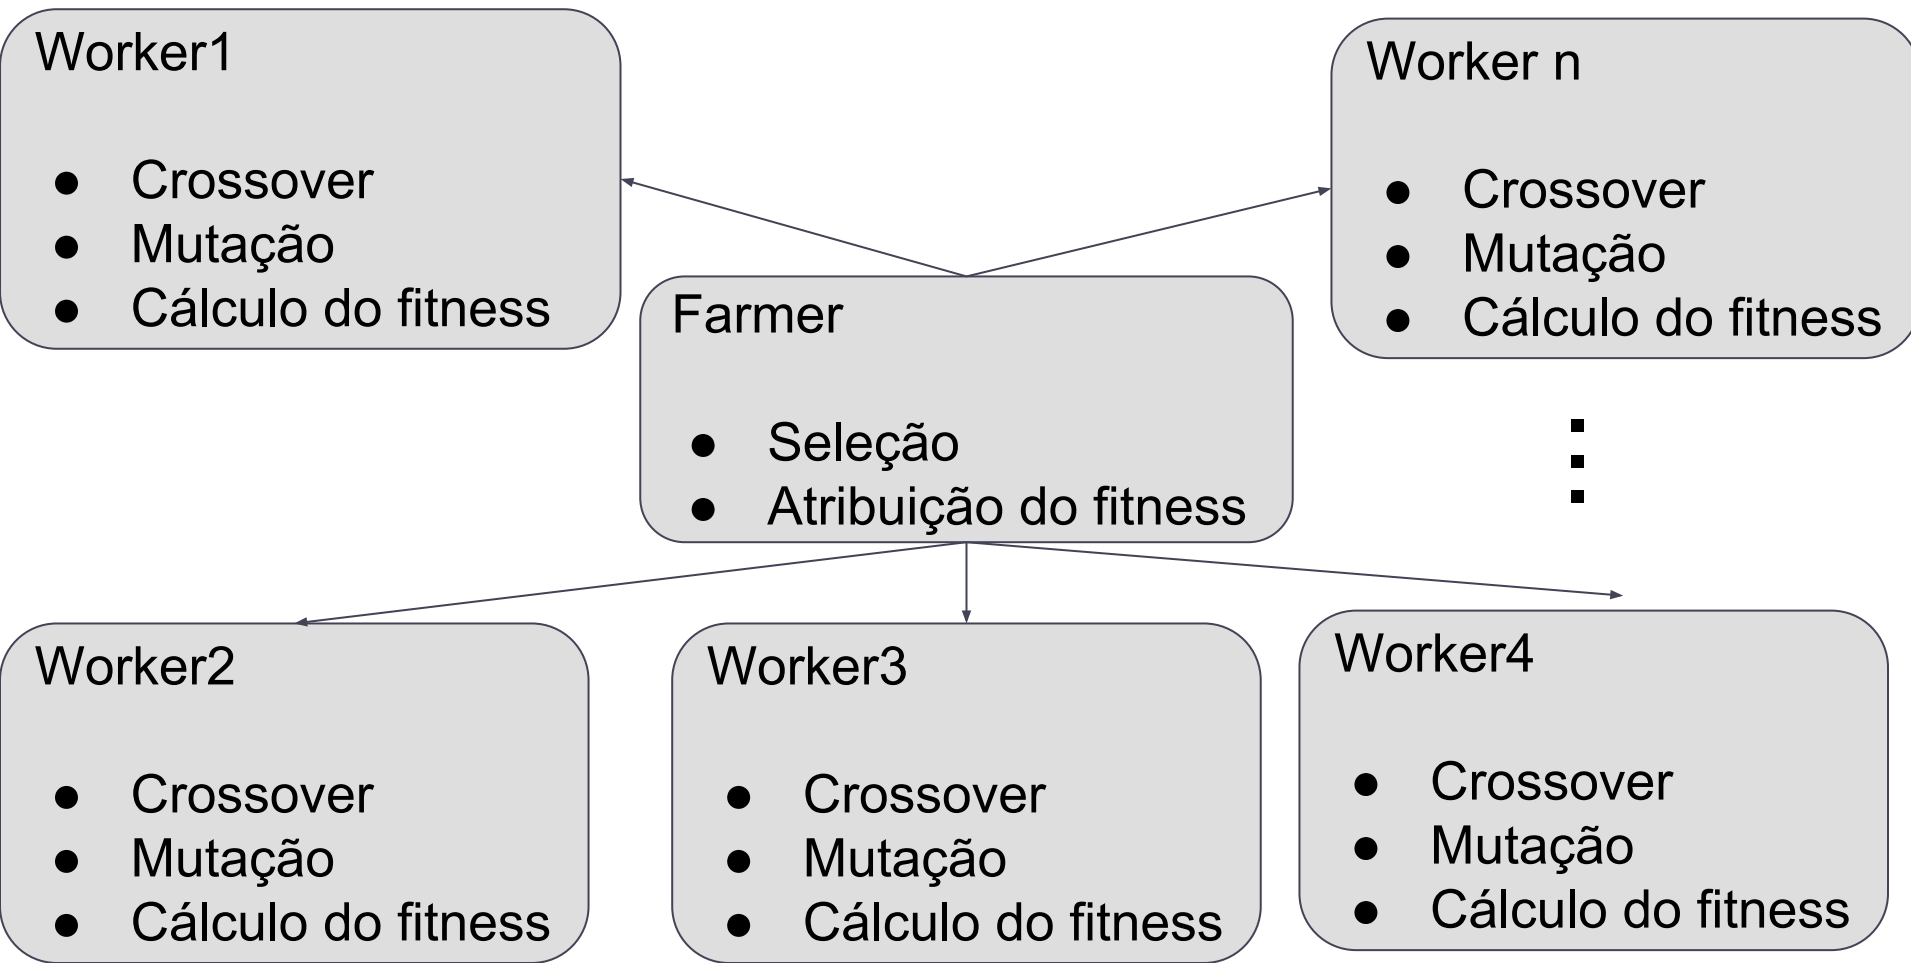 Worker1
● Crossover
● Mutação
● Cálculo do fitness
Worker n
● Crossover
● Mutação
● Cálculo do fitness
Farmer
● Seleção
● Atribuição do fitness
Worker2
● Crossover
● Mutação
● Cálculo do fitness
Worker3
● Crossover
● Mutação
● Cálculo do fitness
Worker4
● Crossover
● Mutação
● Cálculo do fitness